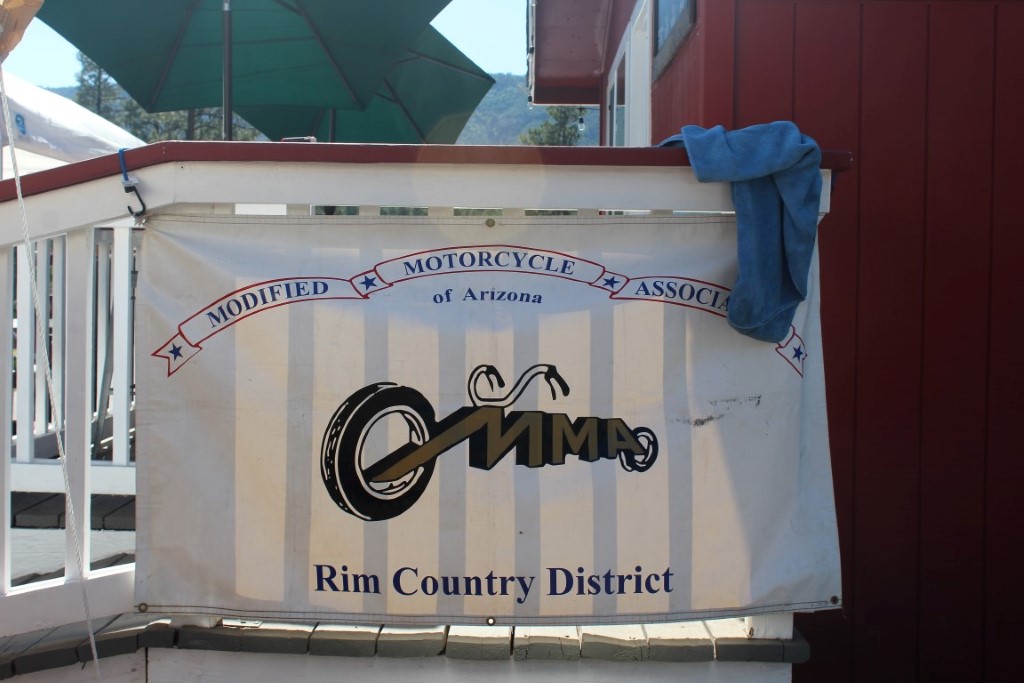 MODIFIED MOTORCYCLE ASSOCIA
of Arizona
MMA
Rim Country District